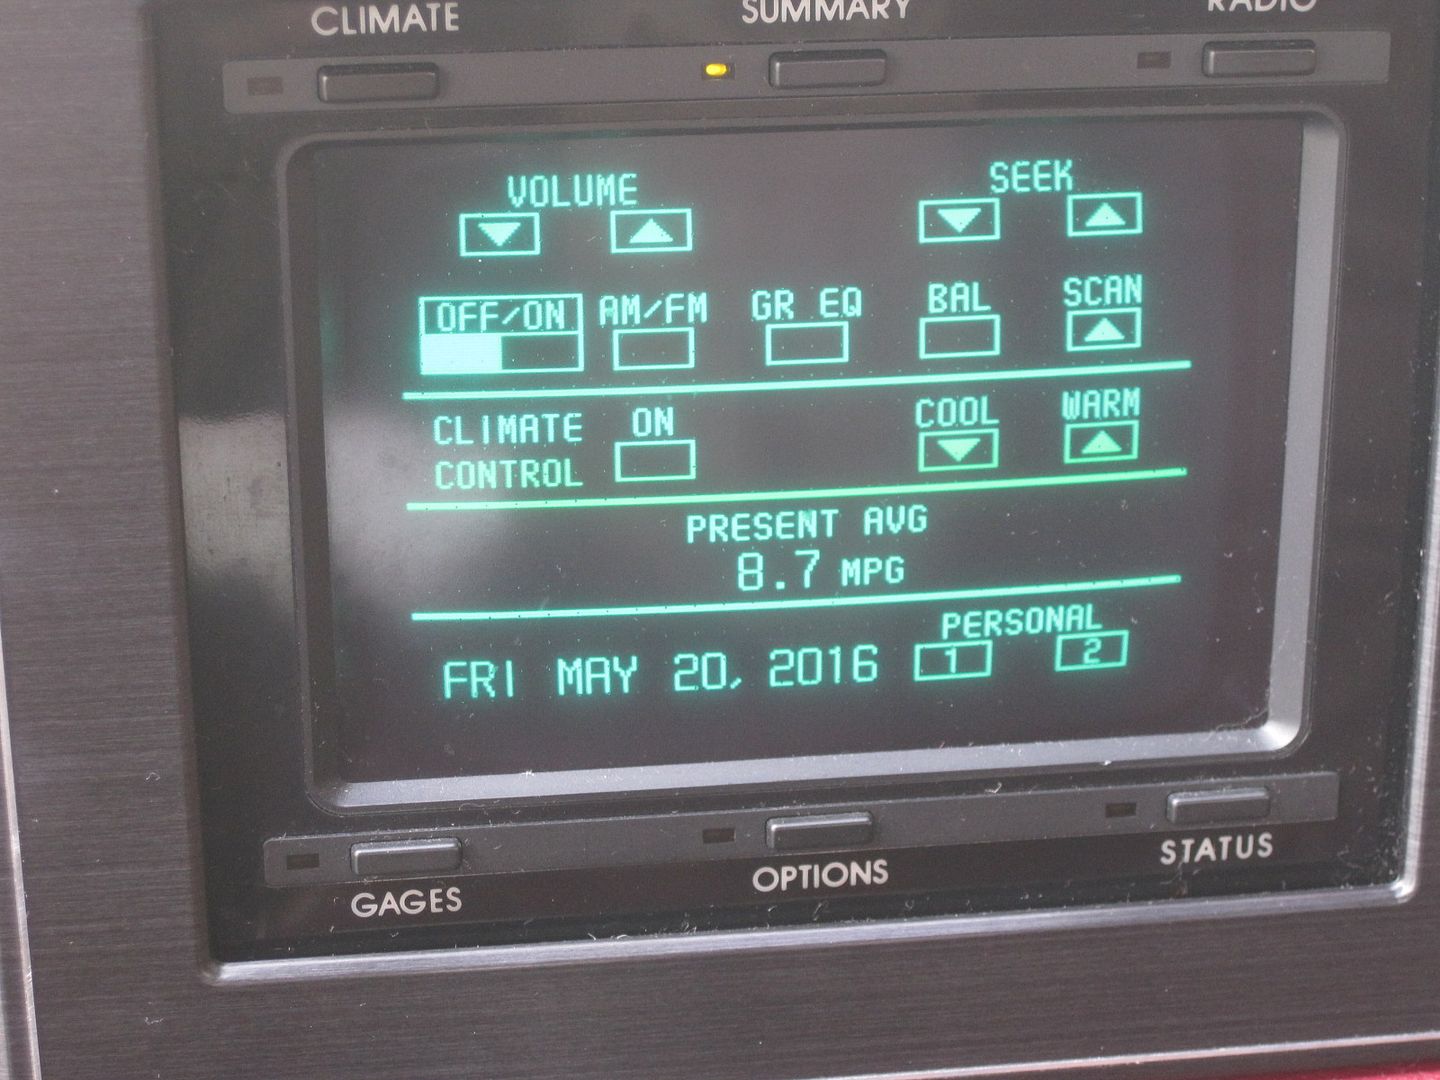 CLIMATE SUMMARY RADIO
VOLUME SEEK
OFF/ON AM/FM GR EQ BAL SCAN
CLIMATE CONTROL ON COOL WARM
PRESENT AVG
8.7 MPG
PERSONAL
FRI MAY 20, 2016 1 2
GAGES OPTIONS STATUS